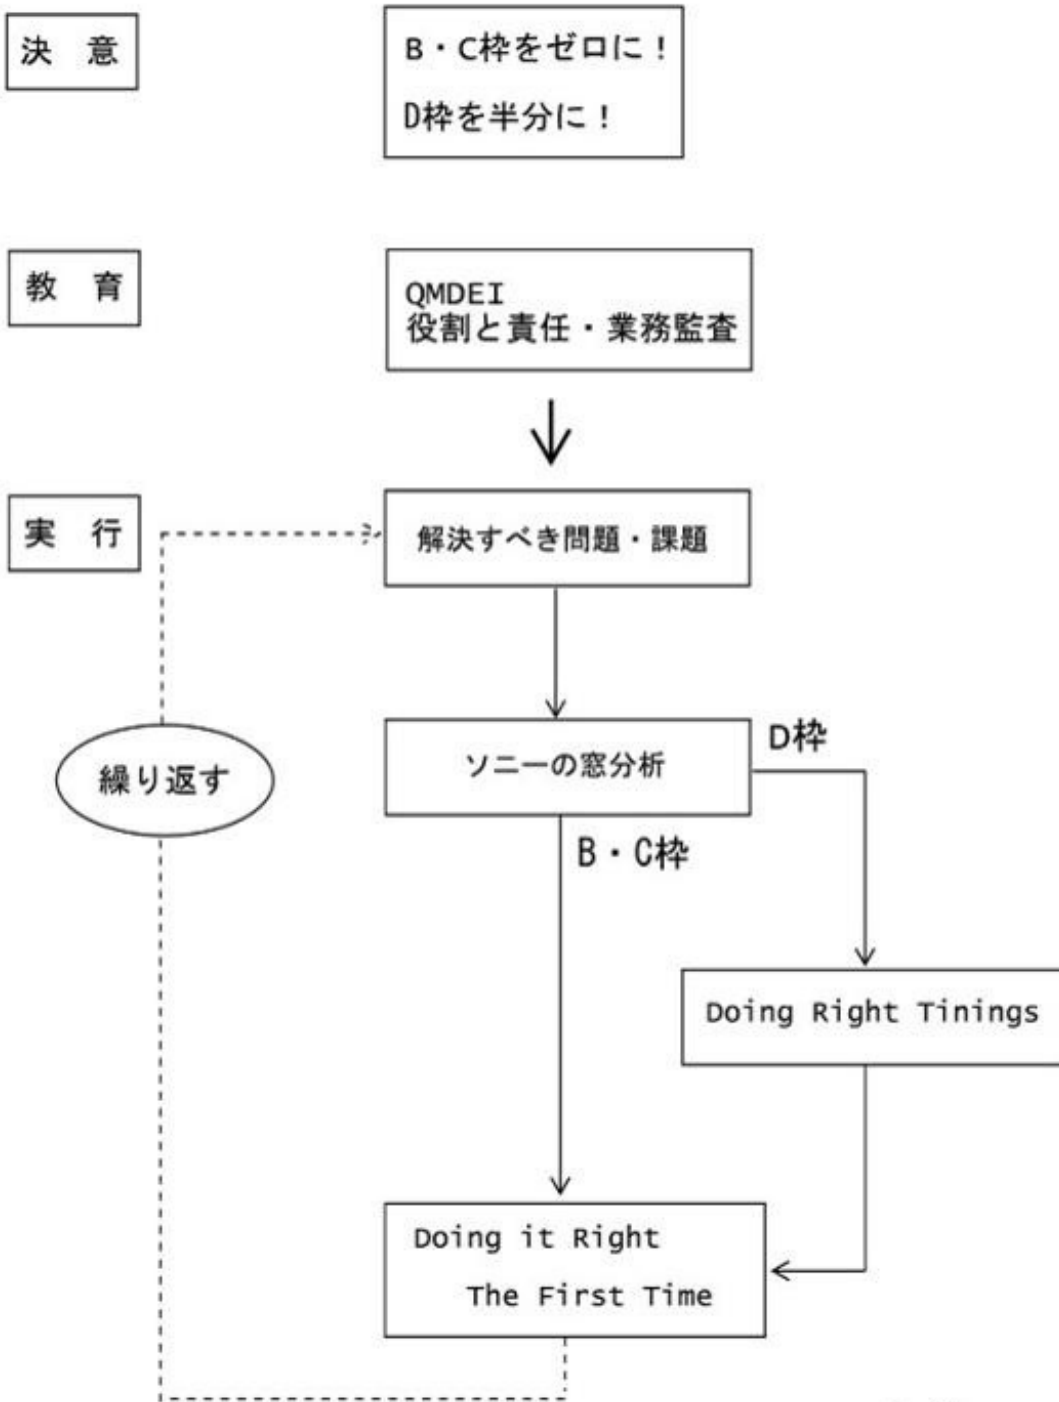 決 意
B・C枠をゼロに！
D枠を半分に！
教 育
QMDEI
役割と責任・業務監査
実 行
解決すべき問題・課題
ソニーの窓分析
D枠
繰り返す
B・C枠
Doing Right Tinings
Doing it Right
The First Time